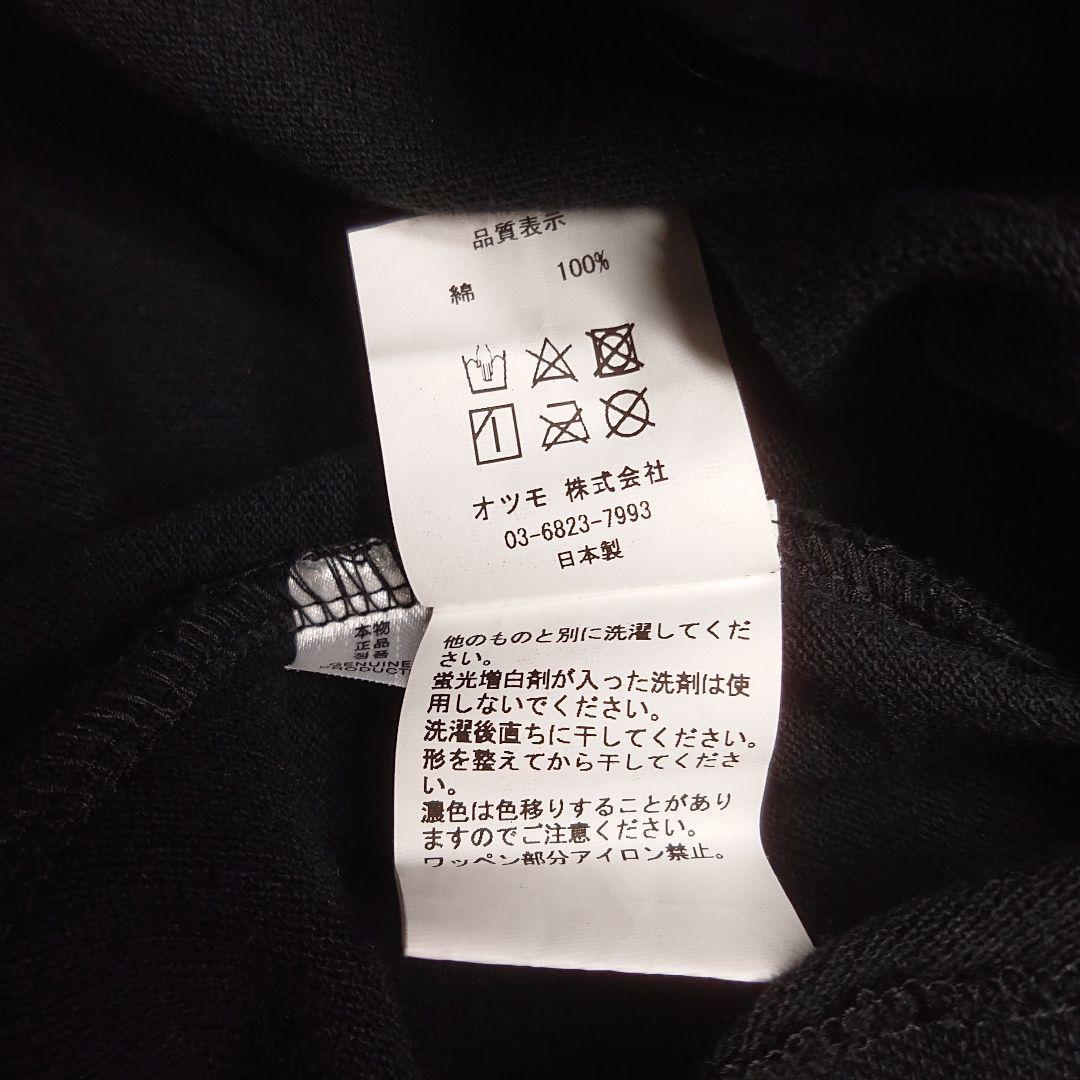 品質表示
綿 100%
オツモ 株式会社
03-6823-7993
日本製
本物
正品
정품
GENUINE
PRODUCT
他のものと別に洗濯してくだ
さい。
蛍光増白剤が入った洗剤は使
用しないでください。
洗濯後直ちに干してください。
形を整えてから干してくださ
い。
濃色は色移りすることがあり
ますのでご注意ください。
ワッペン部分アイロン禁止。